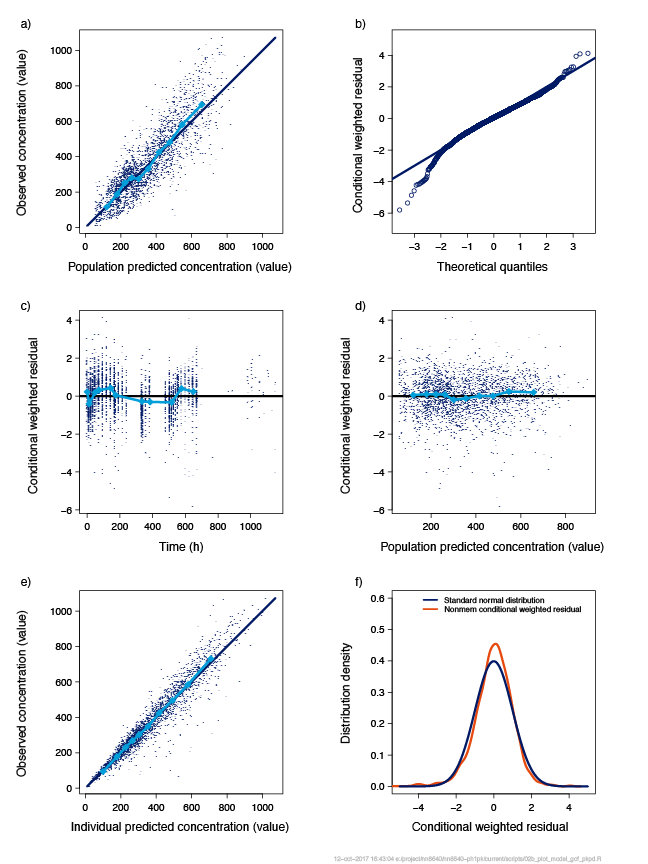 a)
Observed concentration (value)
1000
800
600
400
200
0
0 200 400 600 800 1000
Population predicted concentration (value)
b)
Conditional weighted residual
4
2
0
−2
−4
−6
−3 −2 −1 0 1 2 3
Theoretical quantiles
c)
Conditional weighted residual
4
2
0
−2
−4
−6
0 200 400 600 800 1000
Time (h)
d)
Conditional weighted residual
4
2
0
−2
−4
−6
200 400 600 800
Population predicted concentration (value)
e)
Observed concentration (value)
1000
800
600
400
200
0
0 200 400 600 800 1000
Individual predicted concentration (value)
f)
Distribution density
0.6
0.5
0.4
0.3
0.2
0.1
0.0
Standard normal distribution
Nonmem conditional weighted residual
−4 −2 0 2 4
Conditional weighted residual
12−oct−2017 16:43:04